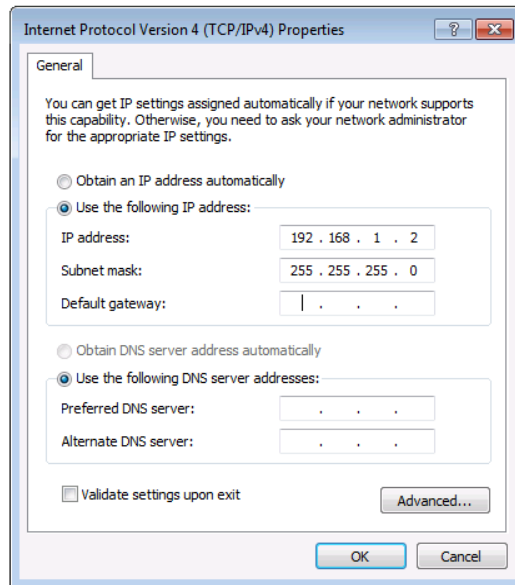 Internet Protocol Version 4 (TCP/IPv4) Properties
?
General
You can get IP settings assigned automatically if your network supports
this capability. Otherwise, you need to ask your network administrator
for the appropriate IP settings.
Obtain an IP address automatically
Use the following IP address:
IP address: 192 . 168 . 1 . 2
Subnet mask: 255 . 255 . 255 . 0
Default gateway: . . .
Obtain DNS server address automatically
Use the following DNS server addresses:
Preferred DNS server: . . .
Alternate DNS server: . . .
Validate settings upon exit
Advanced...
OK Cancel